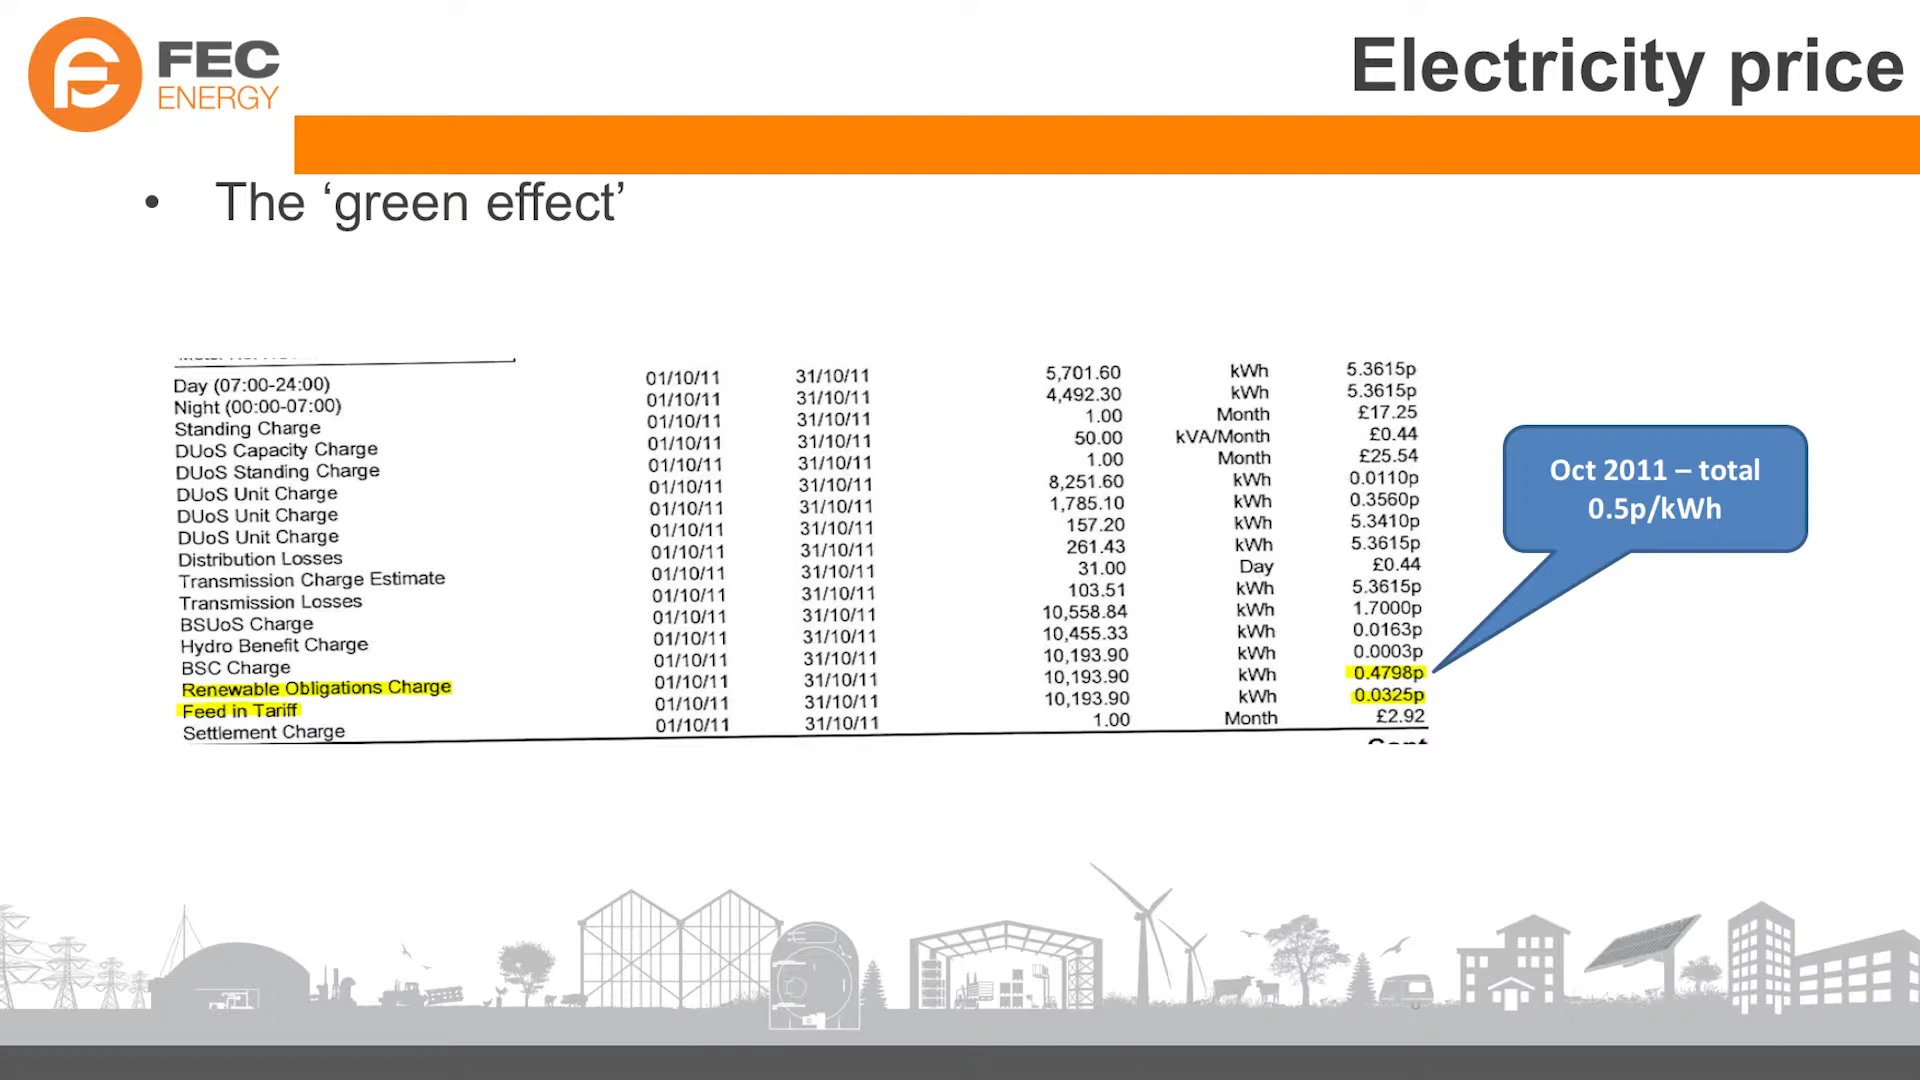 FEC
ENERGY
Electricity price
• The ‘green effect’
Day (07:00-24:00) 01/10/11 31/10/11 5,701.60 kWh 5.3615p
Night (00:00-07:00) 01/10/11 31/10/11 4,492.30 kWh 5.3615p
Standing Charge 01/10/11 31/10/11 1.00 Month £17.25
DUoS Capacity Charge 01/10/11 31/10/11 50.00 kVA/Month £0.44
DUoS Standing Charge 01/10/11 31/10/11 1.00 Month £25.54
DUoS Unit Charge 01/10/11 31/10/11 8,251.60 kWh 0.0110p
DUoS Unit Charge 01/10/11 31/10/11 1,785.10 kWh 0.3560p
DUoS Unit Charge 01/10/11 31/10/11 157.20 kWh 5.3410p
Distribution Losses 01/10/11 31/10/11 261.43 kWh 5.3615p
Transmission Charge Estimate 01/10/11 31/10/11 31.00 Day £0.44
Transmission Losses 01/10/11 31/10/11 103.51 kWh 5.3615p
BSUoS Charge 01/10/11 31/10/11 10,558.84 kWh 1.7000p
Hydro Benefit Charge 01/10/11 31/10/11 10,455.33 kWh 0.0163p
BSC Charge 01/10/11 31/10/11 10,193.90 kWh 0.0003p
Renewable Obligations Charge 01/10/11 31/10/11 10,193.90 kWh 0.4798p
Feed in Tariff 01/10/11 31/10/11 10,193.90 kWh 0.0325p
Settlement Charge 01/10/11 31/10/11 1.00 Month £2.92
Oct 2011 – total
0.5p/kWh